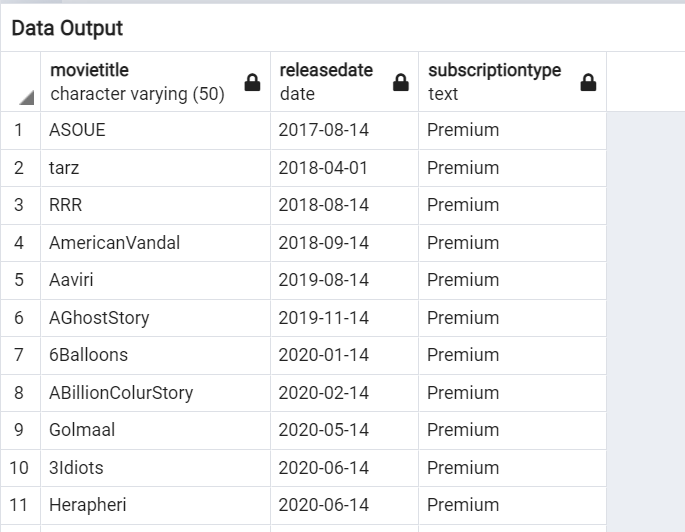 Data Output
movietitle releasedate subscriptiontype
character varying (50) date text
1 ASOUE 2017-08-14 Premium
2 tarz 2018-04-01 Premium
3 RRR 2018-08-14 Premium
4 AmericanVandal 2018-09-14 Premium
5 Aaviri 2019-08-14 Premium
6 AGhostStory 2019-11-14 Premium
7 6Balloons 2020-01-14 Premium
8 ABillionColurStory 2020-02-14 Premium
9 Golmaal 2020-05-14 Premium
10 3Idiots 2020-06-14 Premium
11 Herapheri 2020-06-14 Premium